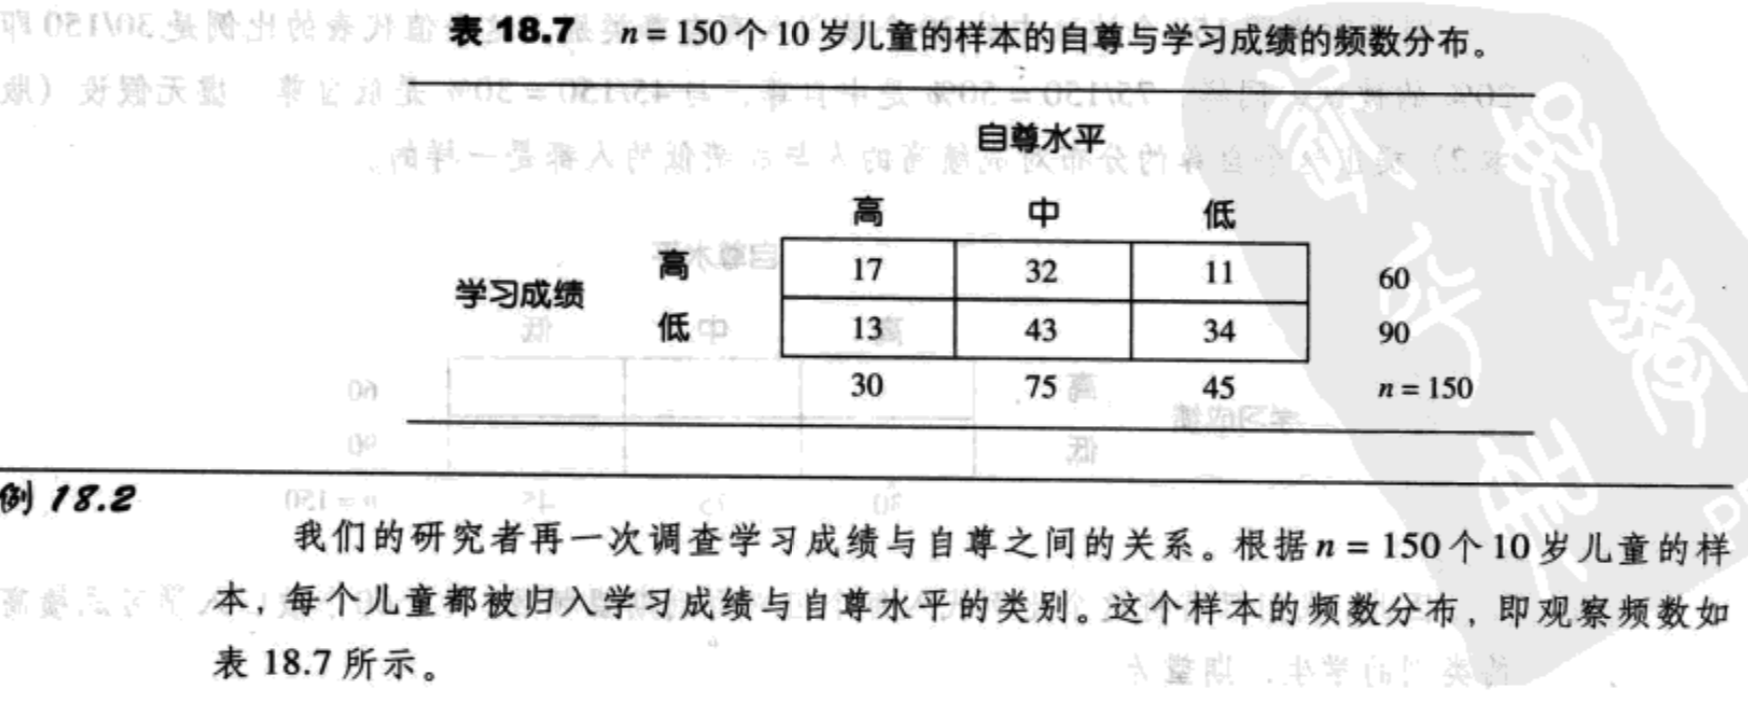 表 18.7 n = 150 个 10 岁儿童的样本的自尊与学习成绩的频数分布。
自尊水平
高 中 低
学习成绩
高 17 32 11 60
低 13 43 34 90
30 75 45 n = 150
例 18.2
我们的研究者再一次调查学习成绩与自尊之间的关系。根据 n = 150 个 10 岁儿童的样
本，每个儿童都被归入学习成绩与自尊水平的类别。这个样本的频数分布，即观察频数如
表 18.7 所示。